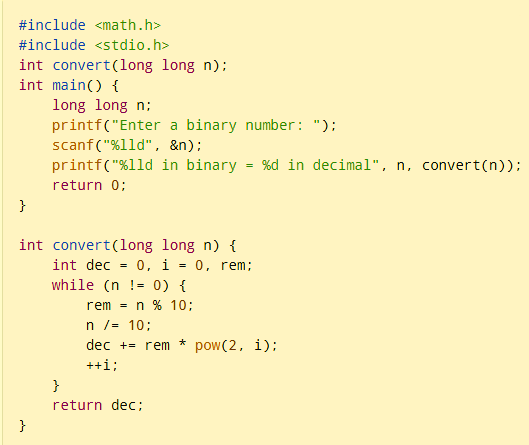 #include <math.h>
#include <stdio.h>
int convert(long long n);
int main() {
    long long n;
    printf("Enter a binary number: ");
    scanf("%lld", &n);
    printf("%lld in binary = %d in decimal", n, convert(n));
    return 0;
}

int convert(long long n) {
    int dec = 0, i = 0, rem;
    while (n != 0) {
        rem = n % 10;
        n /= 10;
        dec += rem * pow(2, i);
        ++i;
    }
    return dec;
}